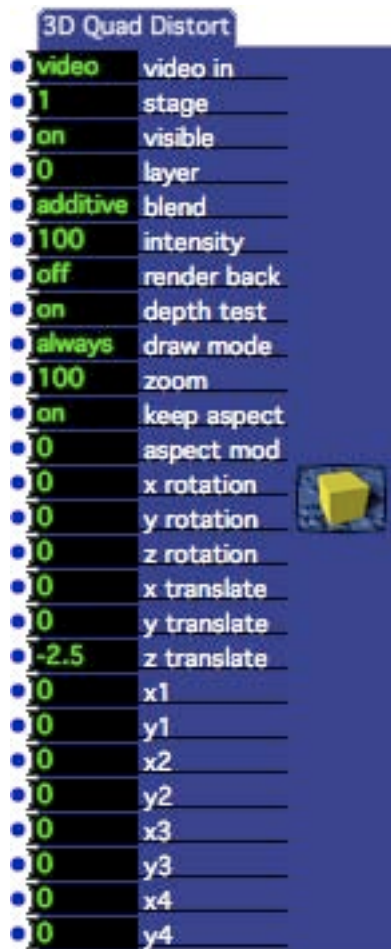 3D Quad Distort
video video in
1 stage
on visible
0 layer
additive blend
100 intensity
off render back
on depth test
always draw mode
100 zoom
on keep aspect
0 aspect mod
0 x rotation
0 y rotation
0 z rotation
0 x translate
0 y translate
-2.5 z translate
0 x1
0 y1
0 x2
0 y2
0 x3
0 y3
0 x4
0 y4